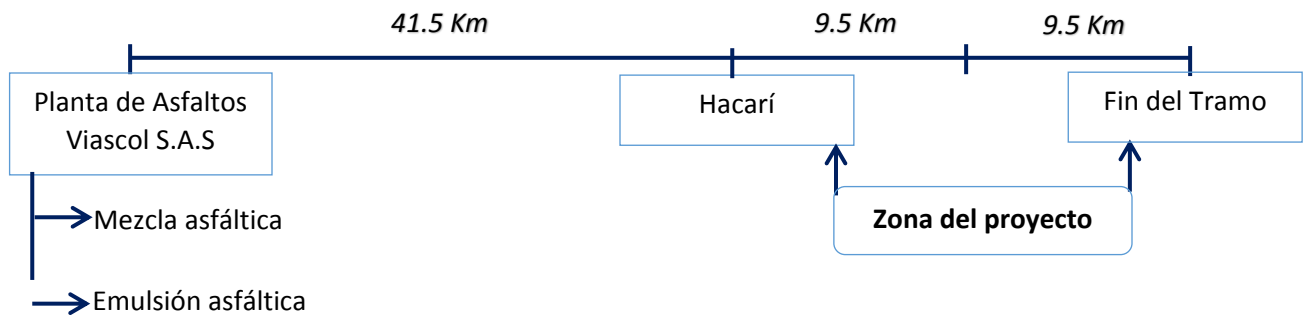 41.5 Km
9.5 Km
9.5 Km
Planta de Asfaltos
Viascol S.A.S
Hacarí
Fin del Tramo
Mezcla asfáltica
Zona del proyecto
Emulsión asfáltica